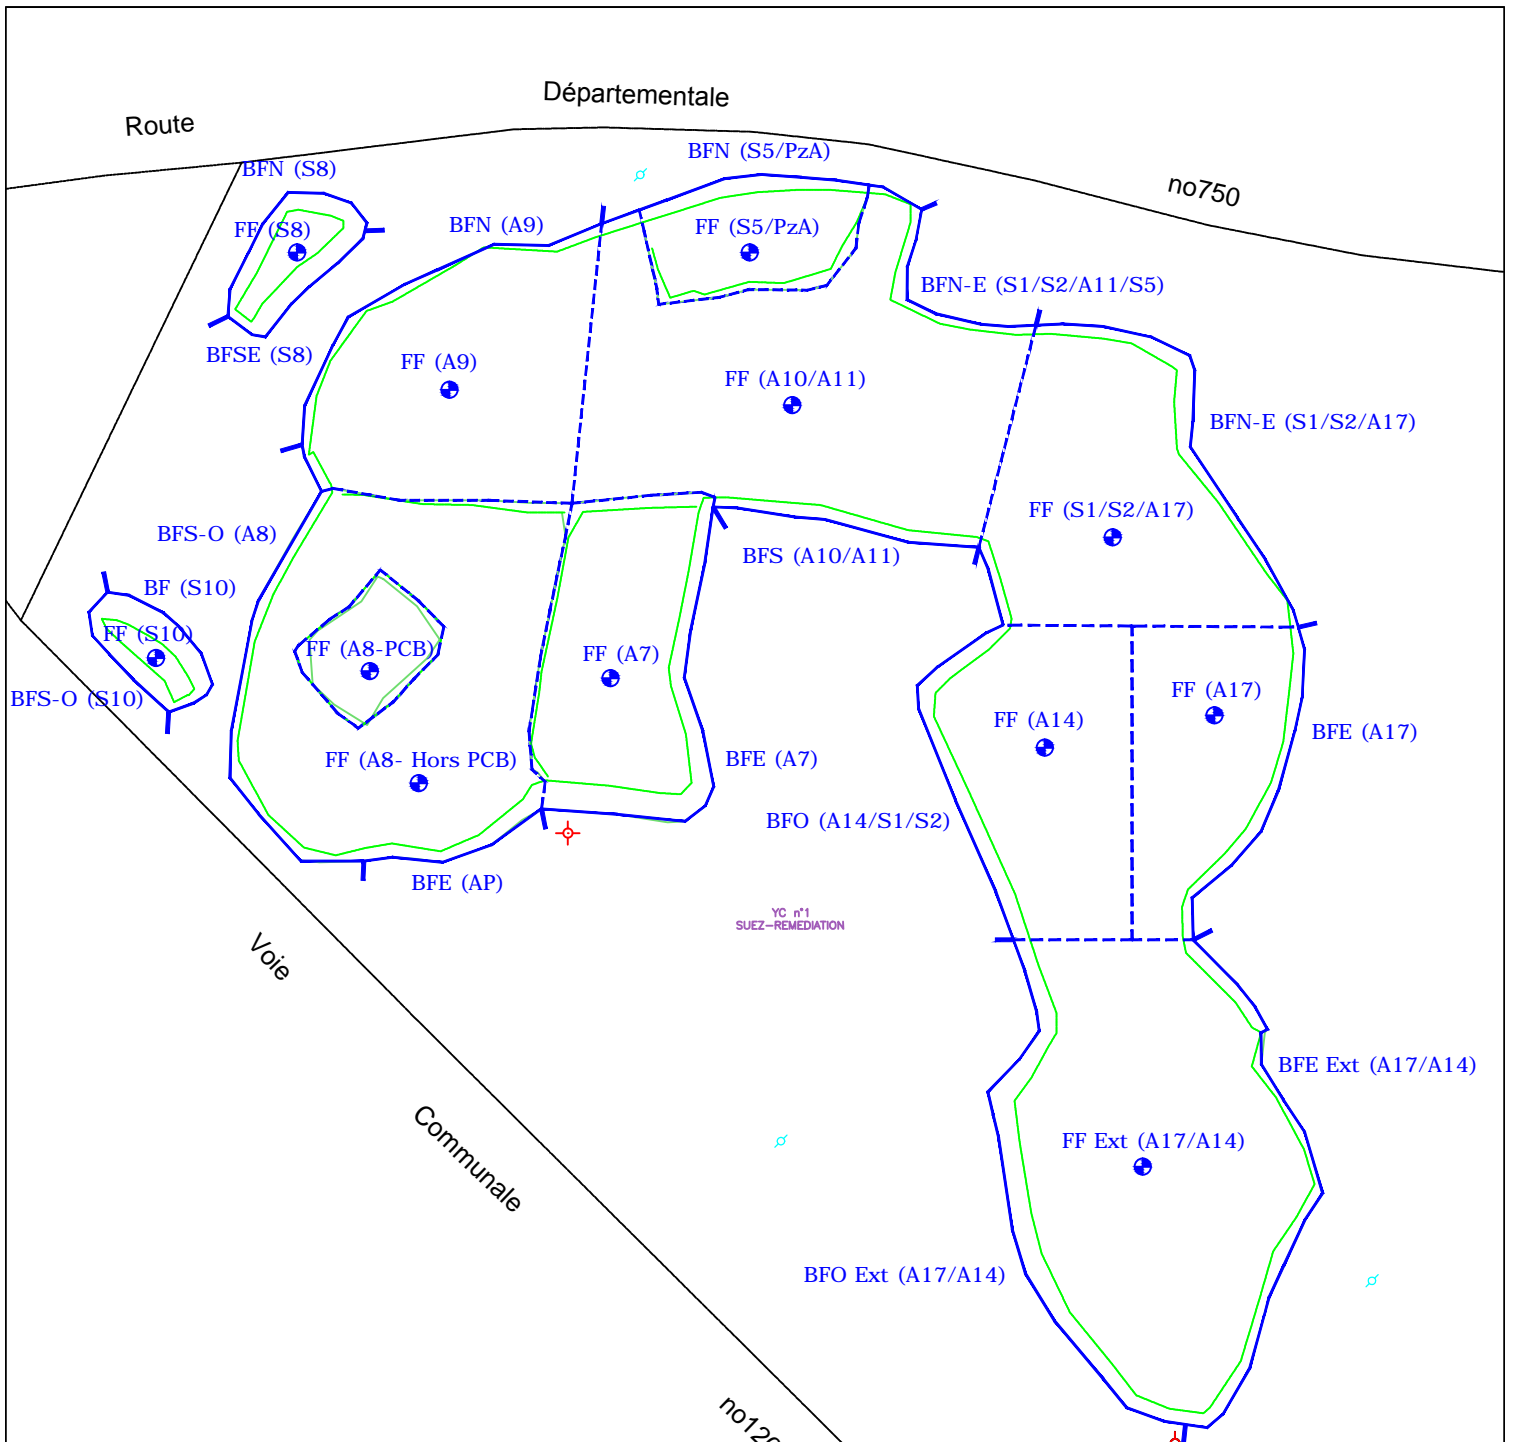 Départementale
Route
BFN (S5/PzA)
BFN (S8)
no750
BFN (A9)
FF (S8)
FF (S5/PzA)
BFN-E (S1/S2/A11/S5)
BFSE (S8)
FF (A9)
FF (A10/A11)
BFN-E (S1/S2/A17)
FF (S1/S2/A17)
BFS-O (A8)
BFS (A10/A11)
BF (S10)
FF (S10)
FF (A8-PCB)
FF (A7)
BFS-O (S10)
FF (A17)
FF (A14)
BFE (A17)
FF (A8- Hors PCB)
BFE (A7)
BFO (A14/S1/S2)
BFE (AP)
YC n°1
SUEZ-REMEDIATION
Voie
BFE Ext (A17/A14)
Communale
FF Ext (A17/A14)
BFO Ext (A17/A14)